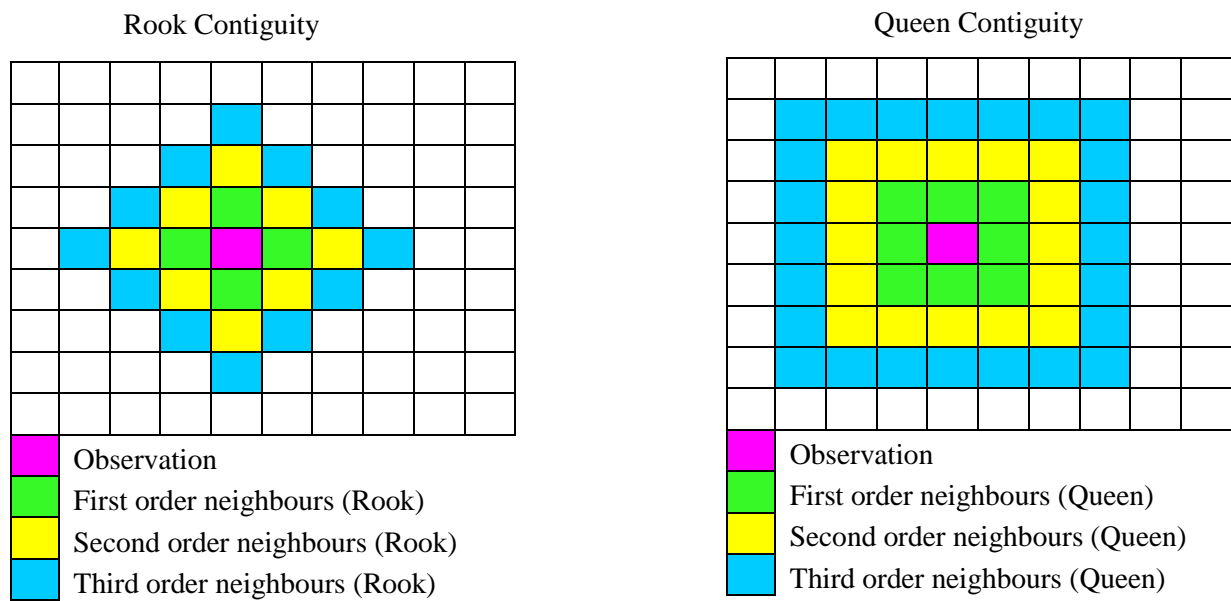 Rook Contiguity
Observation
First order neighbours (Rook)
Second order neighbours (Rook)
Third order neighbours (Rook)
Queen Contiguity
Observation
First order neighbours (Queen)
Second order neighbours (Queen)
Third order neighbours (Queen)